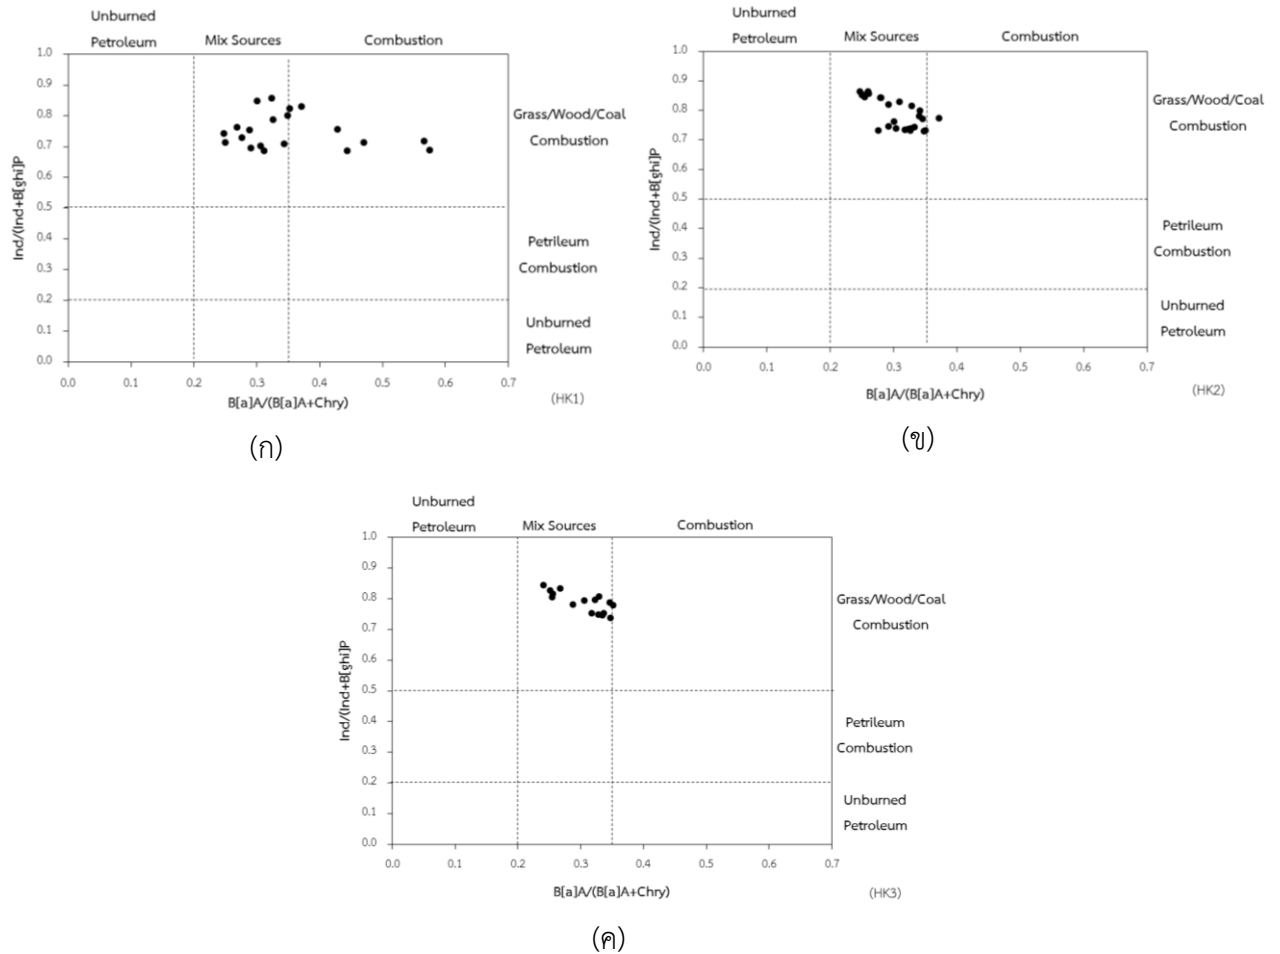 Unburned
Petroleum
Mix Sources
Combustion
1.0
0.9
0.8
0.7
0.6
0.5
0.4
0.3
0.2
0.1
0.0
Ind/(Ind+B[ghi]P
Grass/Wood/Coal
Combustion
Petrileum
Combustion
Unburned
Petroleum
0.0 0.1 0.2 0.3 0.4 0.5 0.6 0.7
B[a]A/(B[a]A+Chry)
(HK1)
(ก)
Unburned
Petroleum
Mix Sources
Combustion
1.0
0.9
0.8
0.7
0.6
0.5
0.4
0.3
0.2
0.1
0.0
Ind/(Ind+B[ghi]P
Grass/Wood/Coal
Combustion
Petrileum
Combustion
Unburned
Petroleum
0.0 0.1 0.2 0.3 0.4 0.5 0.6 0.7
B[a]A/(B[a]A+Chry)
(HK2)
(ข)
Unburned
Petroleum
Mix Sources
Combustion
1.0
0.9
0.8
0.7
0.6
0.5
0.4
0.3
0.2
0.1
0.0
Ind/(Ind+B[ghi]P
Grass/Wood/Coal
Combustion
Petrileum
Combustion
Unburned
Petroleum
0.0 0.1 0.2 0.3 0.4 0.5 0.6 0.7
B[a]A/(B[a]A+Chry)
(HK3)
(ค)